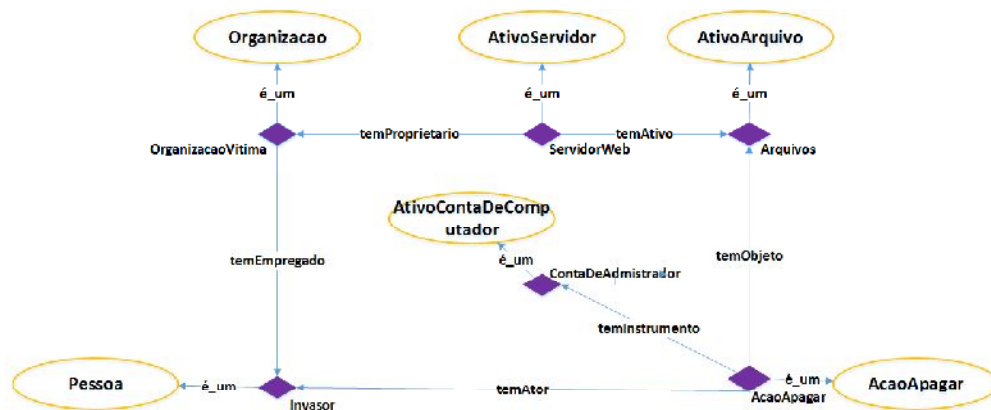 Organizacao
AtivoServidor
AtivoArquivo
é_um
é_um
é_um
temProprietario
temAtivo
OrganizacaoVitima
ServidorWeb
Arquivos
AtivoContaDeComp
utador
temEmpregado
é_um
ContaDeAdmistrador
temObjeto
temInstrumento
Pessoa
é_um
Invasor
temAtor
é_um
AcaoApagar
AcaoApagar